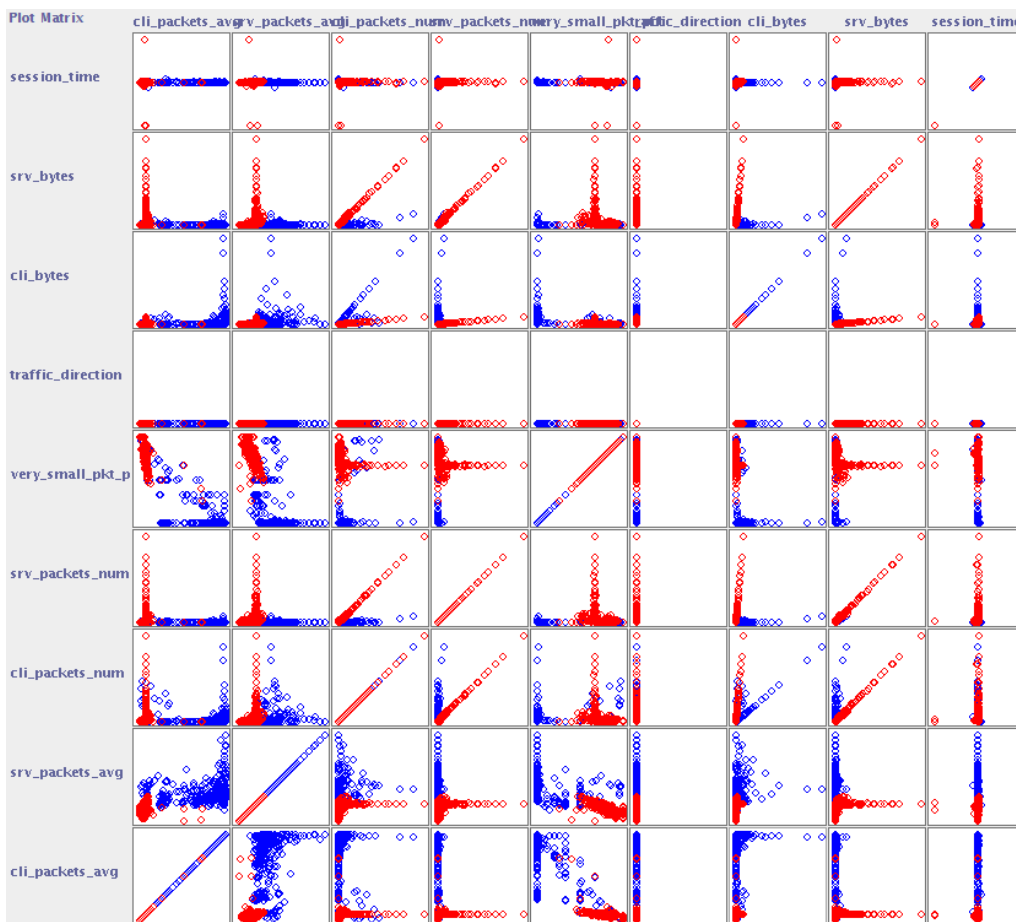 Plot Matrix
cli_packets_avg srv_packets_avg cli_packets_num srv_packets_num very_small_pkt_p traffic_direction cli_bytes srv_bytes session_time
session_time
srv_bytes
cli_bytes
traffic_direction
very_small_pkt_p
srv_packets_num
cli_packets_num
srv_packets_avg
cli_packets_avg